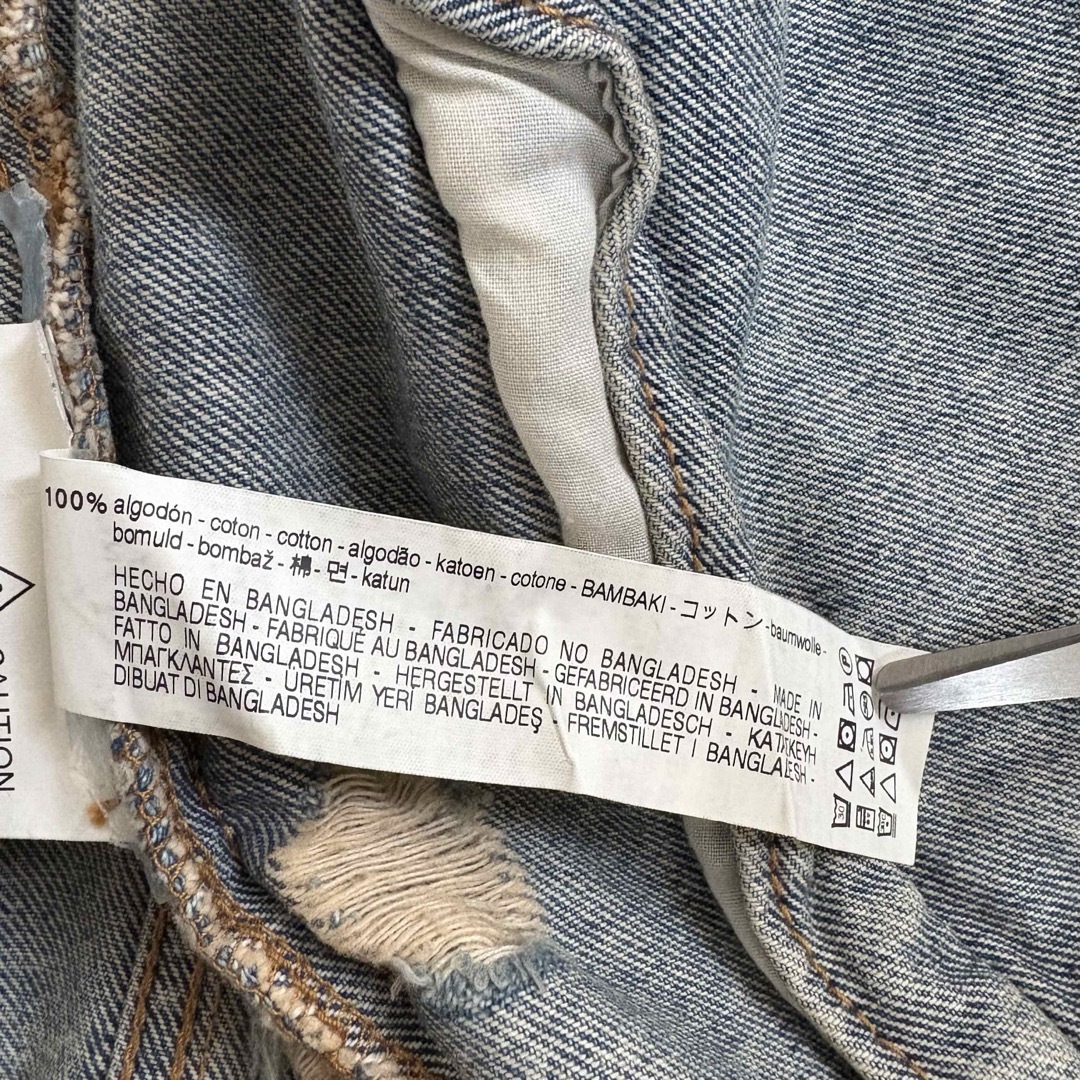 100% algodón - coton - cotton - algodão - katoen - cotone - BAMBAKI - コットン - baumwolle -
bomuld - bombaž - 棉 - 면 - katun
HECHO EN BANGLADESH - FABRICADO NO BANGLADESH - MADE IN
BANGLADESH - FABRIQUÉ AU BANGLADESH - GEFABRICEERD IN BANGLADESH -
FATTO IN BANGLADESH - HERGESTELLT IN BANGLADESCH - ΚΑΤΑΣΚΕΥΗ
ΜΠΑΓΚΛΑΝΤΕΣ - ÜRETİM YERİ BANGLADEŞ - FREMSTILLET I BANGLADESH -
DIBUAT DI BANGLADESH
CAUTION